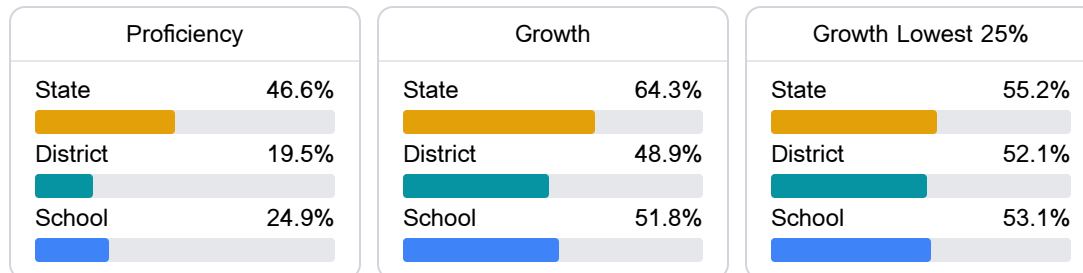 Proficiency
State 46.6%
District 19.5%
School 24.9%
Growth
State 64.3%
District 48.9%
School 51.8%
Growth Lowest 25%
State 55.2%
District 52.1%
School 53.1%